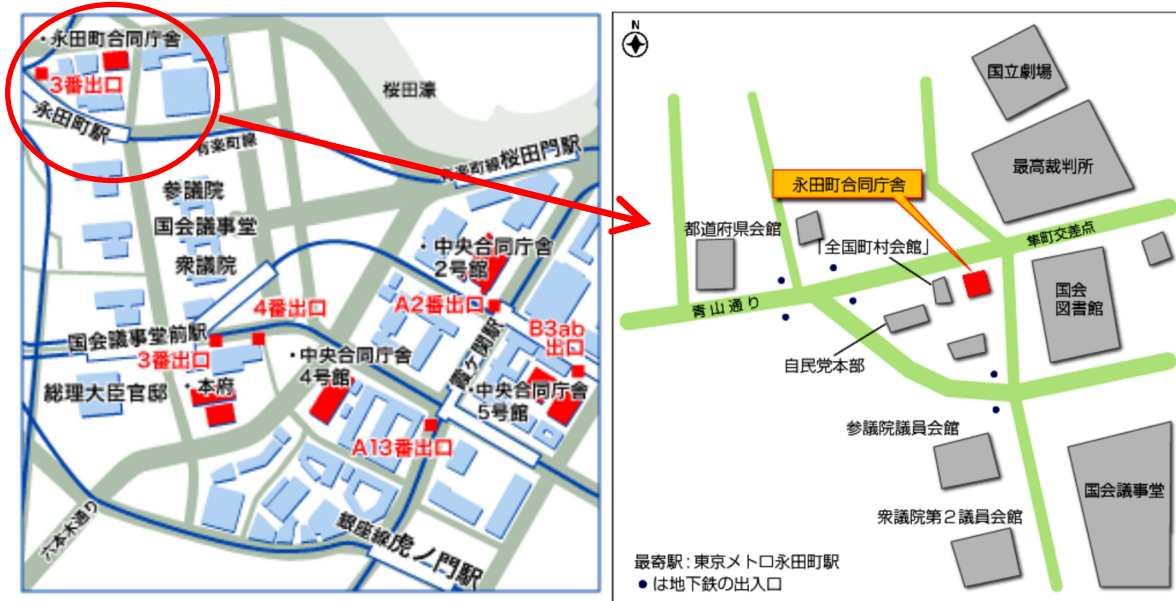 ・永田町合同庁舎
3番出口
永田町駅
桜田濠
有楽町線
有楽町線桜田門駅
参議院
国会議事堂
衆議院
・中央合同庁舎
2号館
A2番出口
4番出口
B3ab
出口
国会議事堂前駅
3番出口
・中央合同庁舎
4号館
霞ヶ関駅
・中央合同庁舎
5号館
総理大臣官邸
・本府
A13番出口
六本木通り
銀座線虎ノ門駅
N
国立劇場
最高裁判所
永田町合同庁舎
都道府県会館
「全国町村会館」
隼町交差点
国会
図書館
青山通り
自民党本部
参議院議員会館
国会議事堂
衆議院第2議員会館
最寄駅：東京メトロ永田町駅
●は地下鉄の出入口